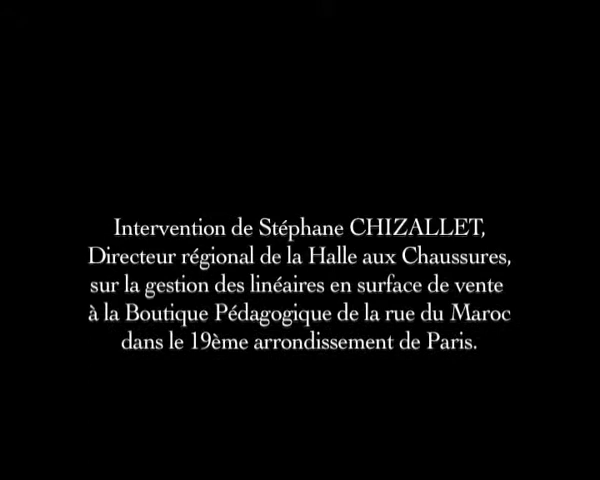 Intervention de Stéphane CHIZALLET,
Directeur régional de la Halle aux Chaussures,
sur la gestion des linéaires en surface de vente
à la Boutique Pédagogique de la rue du Maroc
dans le 19ème arrondissement de Paris.